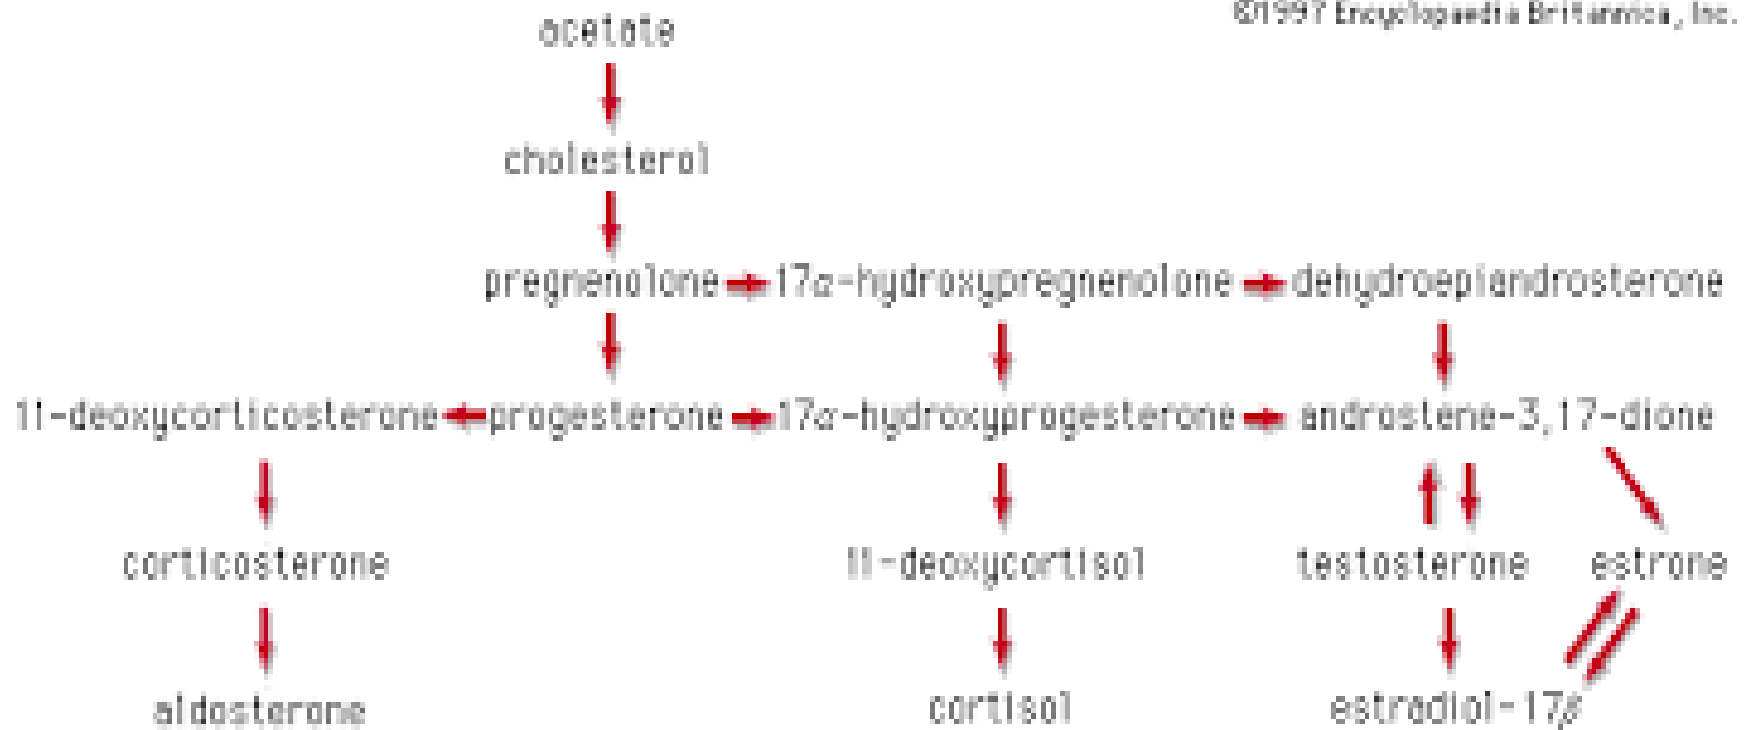 ©1997 Encyclopaedia Britannica, Inc.
acetate
cholesterol
pregnenolone 17α-hydroxypregnenolone dehydroepiandrosterone
11-deoxycorticosterone progesterone 17α-hydroxyprogesterone androstene-3,17-dione
corticosterone 11-deoxycortisol testosterone estrone
aldosterone cortisol estradiol-17β